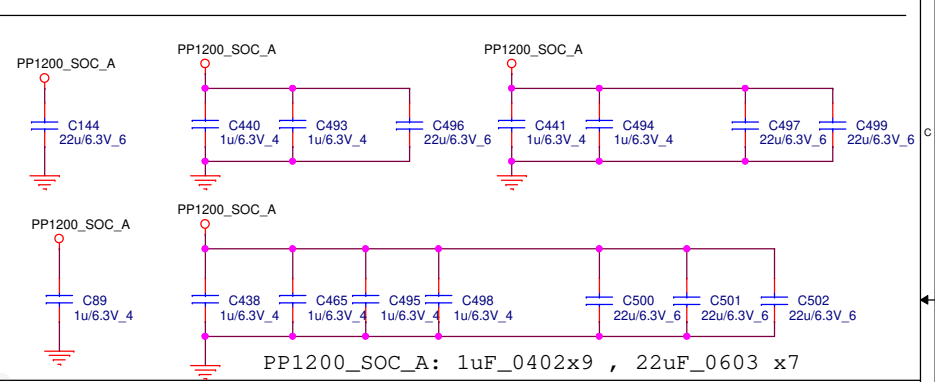 PP1200_SOC_A
PP1200_SOC_A
PP1200_SOC_A
C144
22u/6.3V_6
C440
1u/6.3V_4
C493
1u/6.3V_4
C496
22u/6.3V_6
C441
1u/6.3V_4
C494
1u/6.3V_4
C497
22u/6.3V_6
C499
22u/6.3V_6
C
PP1200_SOC_A
PP1200_SOC_A
C89
1u/6.3V_4
C438
1u/6.3V_4
C465
1u/6.3V_4
C495
1u/6.3V_4
C498
1u/6.3V_4
C500
22u/6.3V_6
C501
22u/6.3V_6
C502
22u/6.3V_6
PP1200_SOC_A: 1uF_0402x9 , 22uF_0603 x7